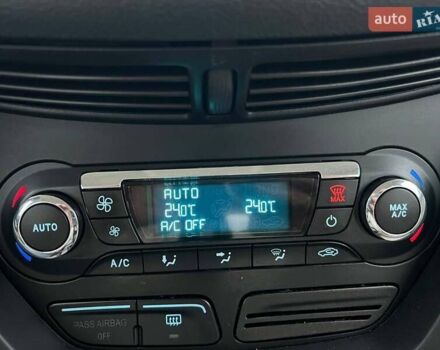 auto RIA
AUTO
24.0°C 24.0°C
A/C OFF
MAX
AUTO
MAX
A/C
A/C
PASS AIRBAG
OFF